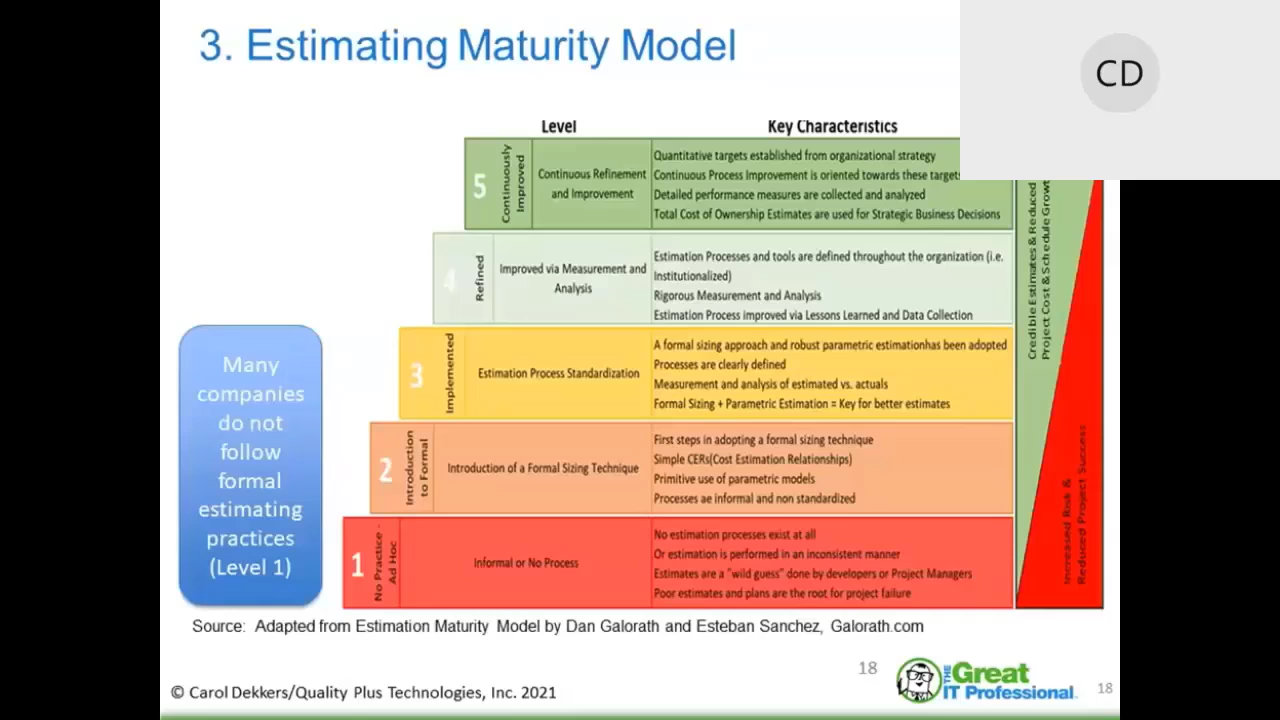 3. Estimating Maturity Model
CD
Level
Key Characteristics
5
Continuously
Improved
Continuous Refinement
and Improvement
Quantitative targets established from organizational strategy
Continuous Process Improvement is oriented towards these targets
Detailed performance measures are collected and analyzed
Total Cost of Ownership Estimates are used for Strategic Business Decisions
4
Refined
Improved via Measurement and
Analysis
Estimation Processes and tools are defined throughout the organization (i.e.
Institutionalized)
Rigorous Measurement and Analysis
Estimation Process improved via Lessons Learned and Data Collection
3
Implemented
Estimation Process Standardization
A formal sizing approach and robust parametric estimationhas been adopted
Processes are clearly defined
Measurement and analysis of estimated vs. actuals
Formal Sizing + Parametric Estimation = Key for better estimates
2
Introduction
to Formal
Introduction of a Formal Sizing Technique
First steps in adopting a formal sizing technique
Simple CERs(Cost Estimation Relationships)
Primitive use of parametric models
Processes ae informal and non standardized
1
No Practice -
Ad Hoc
Informal or No Process
No estimation processes exist at all
Or estimation is performed in an inconsistent manner
Estimates are a "wild guess" done by developers or Project Managers
Poor estimates and plans are the root for project failure
Credible Estimates & Reduced
Project Cost & Schedule Growt
Increased Risk &
Reduced Project Success
Many
companies
do not
follow
formal
estimating
practices
(Level 1)
Source: Adapted from Estimation Maturity Model by Dan Galorath and Esteban Sanchez, Galorath.com
© Carol Dekkers/Quality Plus Technologies, Inc. 2021
18
THE
Great
IT Professional
18